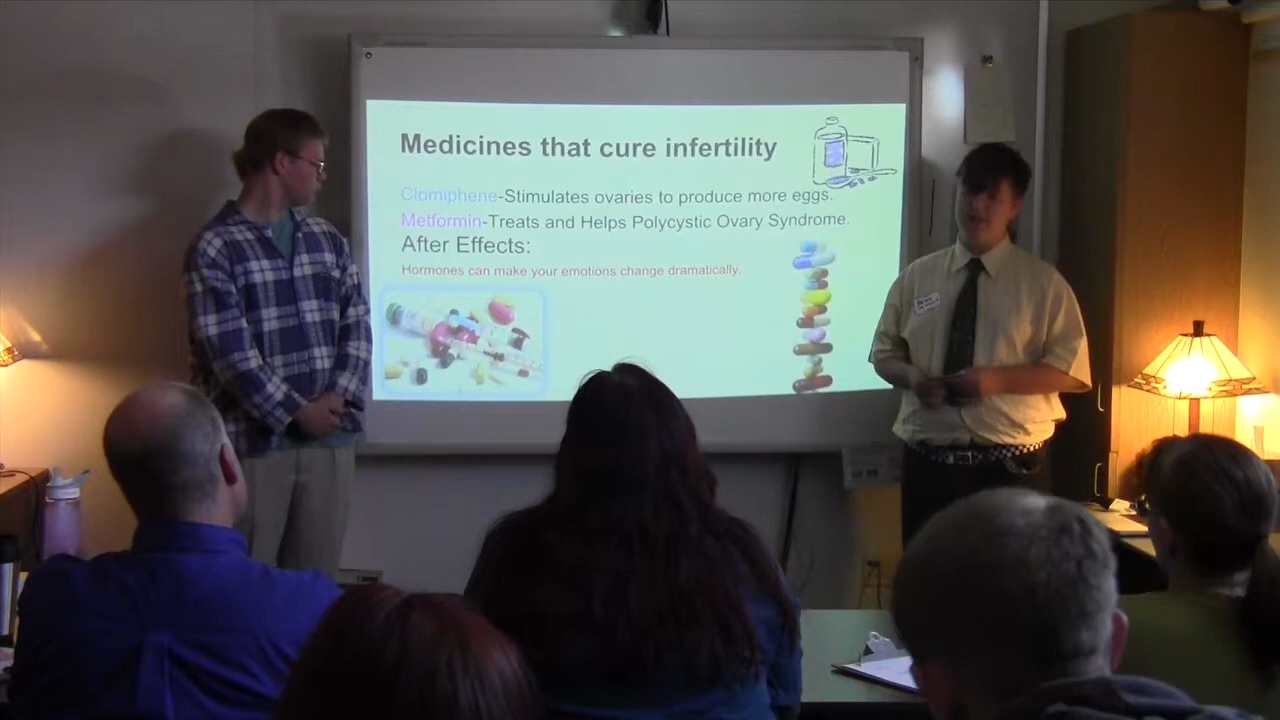 Medicines that cure infertility
Clomiphene-Stimulates ovaries to produce more eggs.
Metformin-Treats and Helps Polycystic Ovary Syndrome.
After Effects:
Hormones can make your emotions change dramatically.